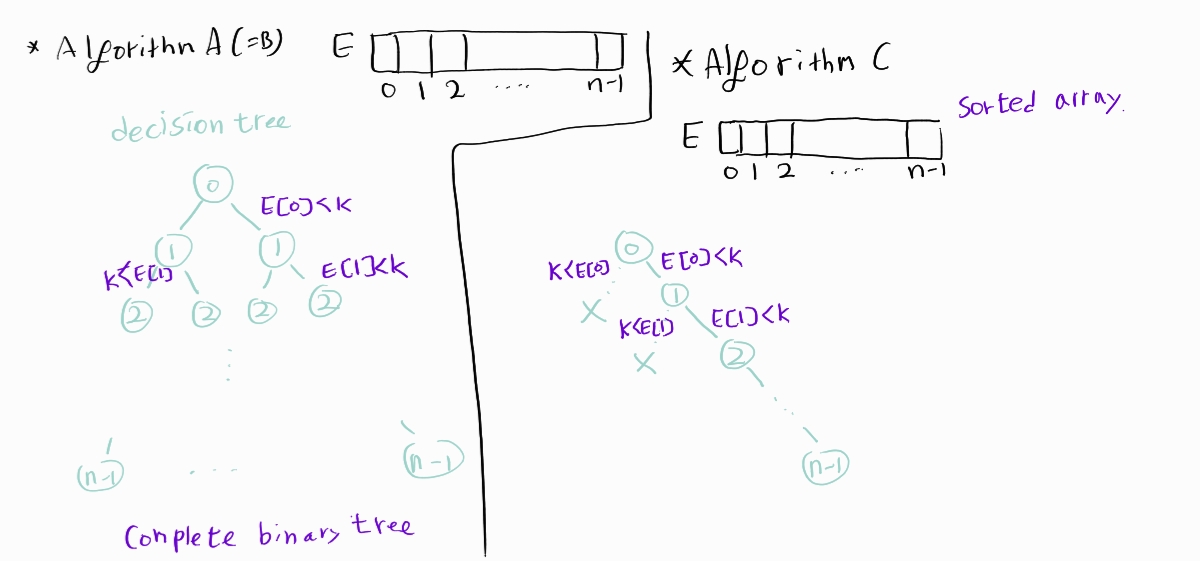 * Algorithn A (=B)
E
0 1 2 ..... n-1
decision tree
0
E[0]<K
1 1
K<E[1]
E[1]<K
2 2 2 2
n-1 ... n-1
Complete binary tree
* Algorithm C
Sorted array.
E
0 1 2 .... n-1
0
K<E[0]
E[0]<K
1
X
K<E[1]
E[1]<K
X
2
n-1